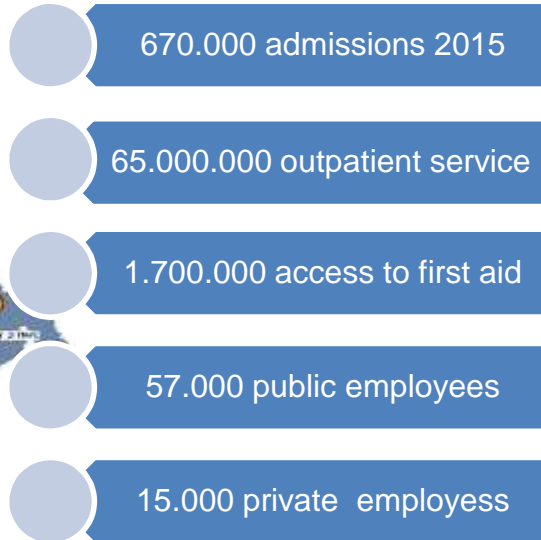 670.000 admissions 2015
65.000.000 outpatient service
1.700.000 access to first aid
57.000 public employees
15.000 private employess